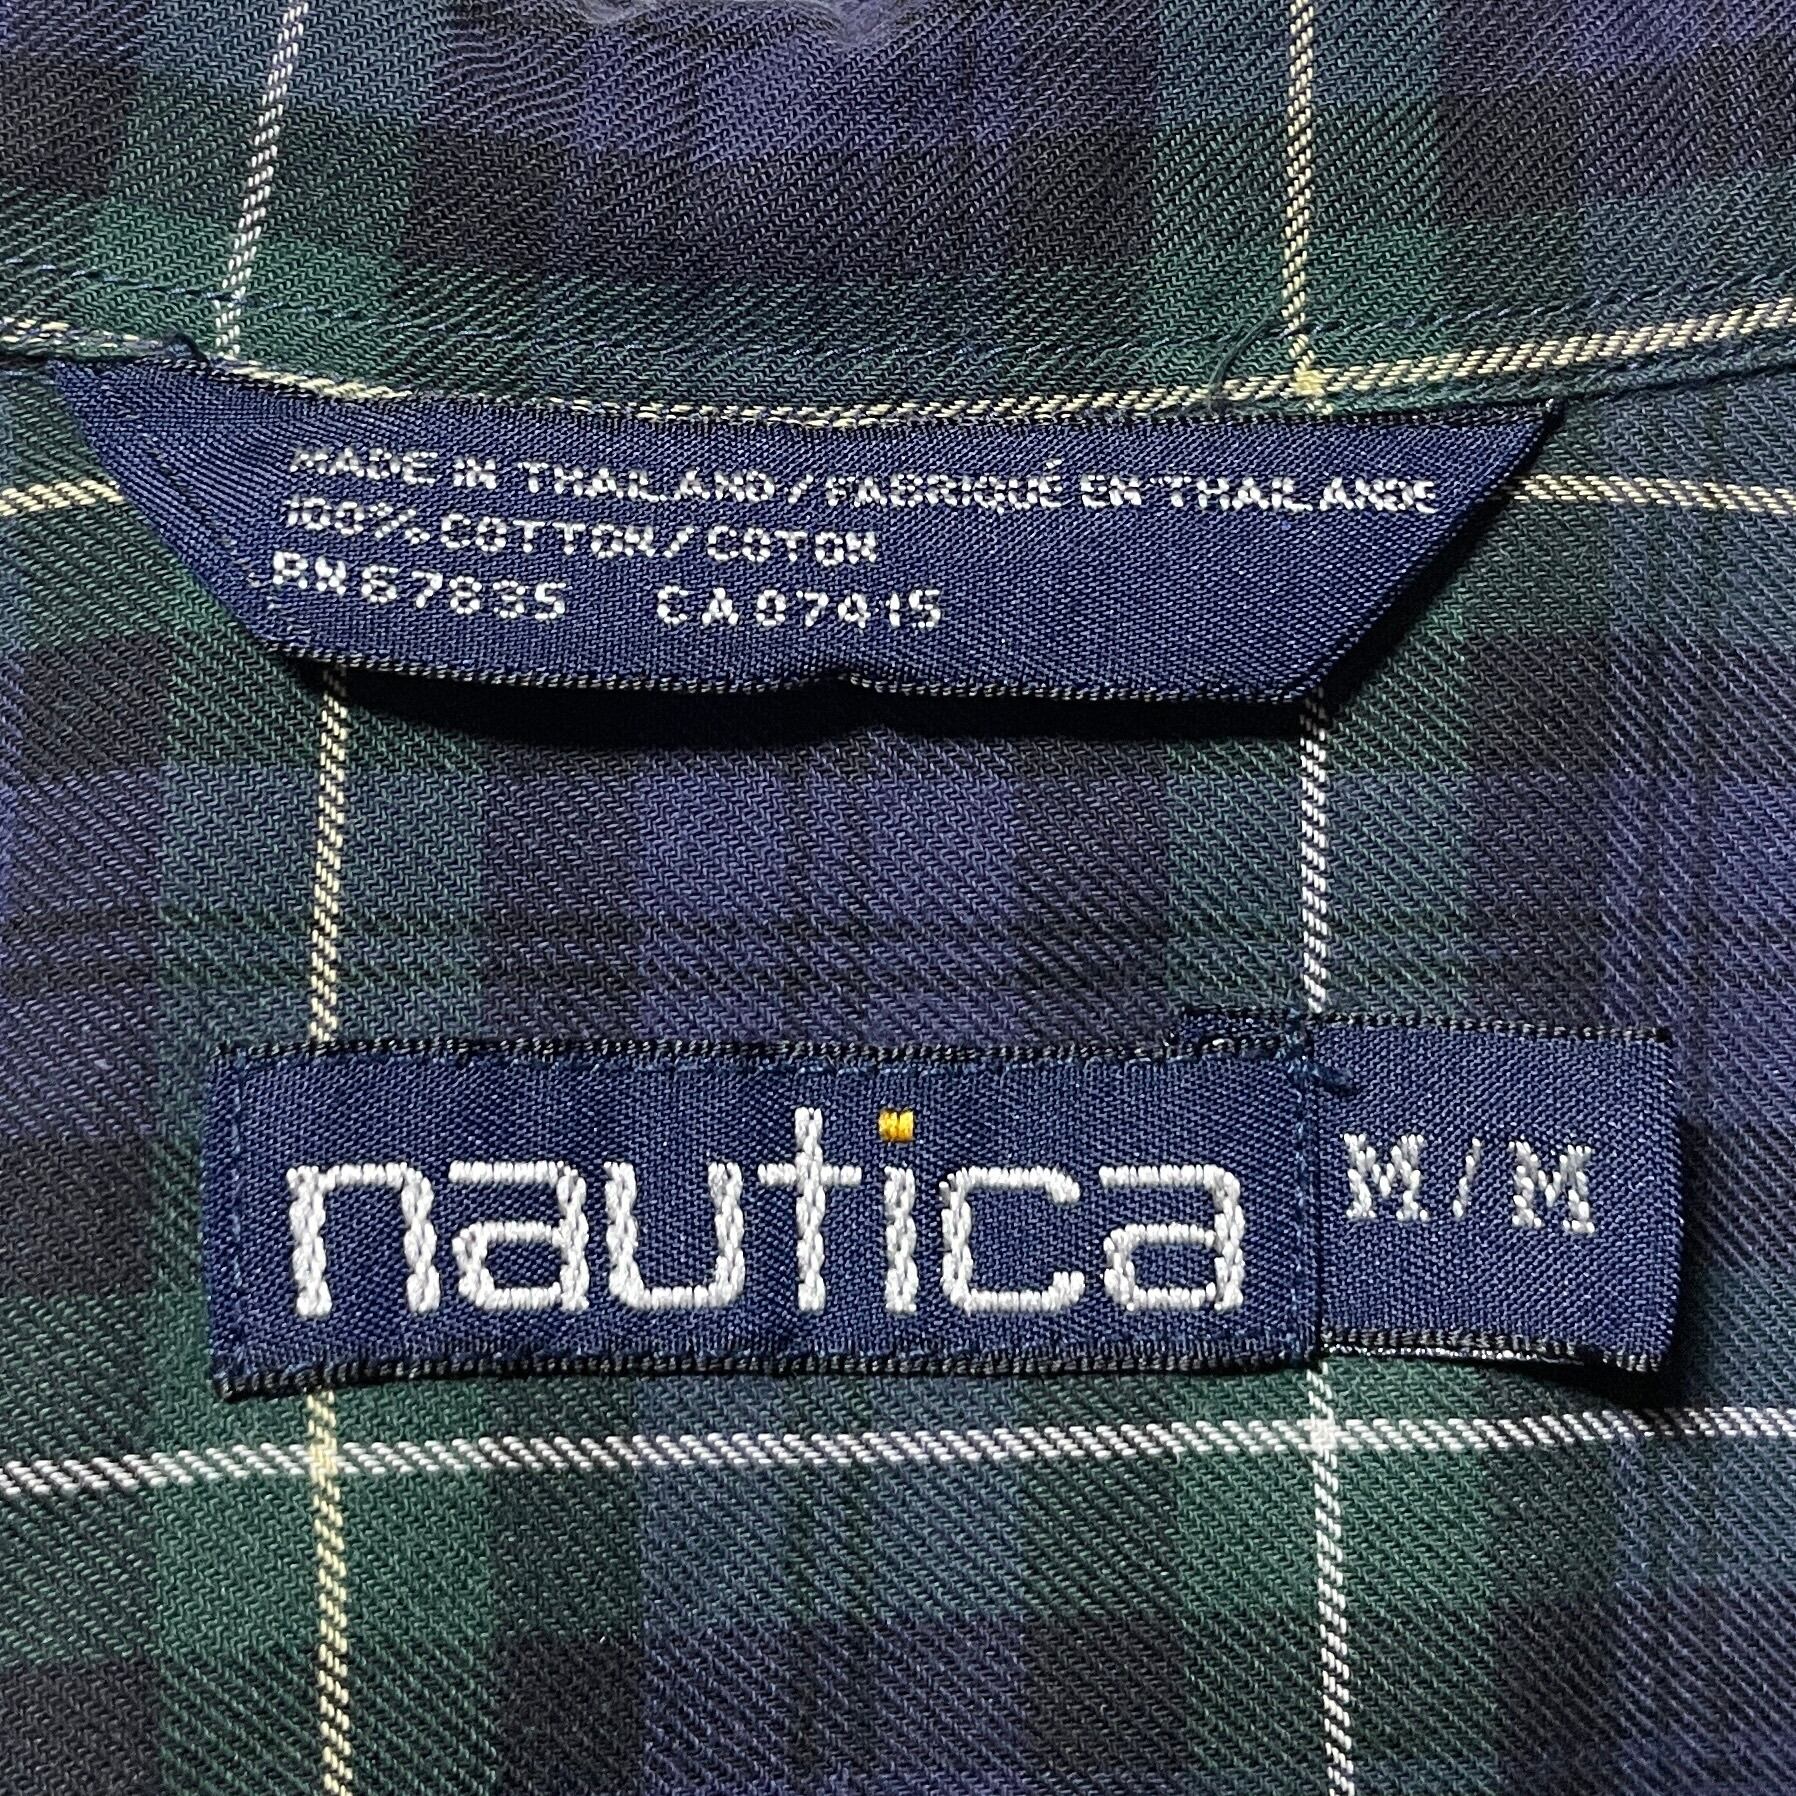 MADE IN THAILAND / FABRIQUÉ EN THAILANDE
100% COTTON / COTON
RN67835 CA07415
nautica M/M